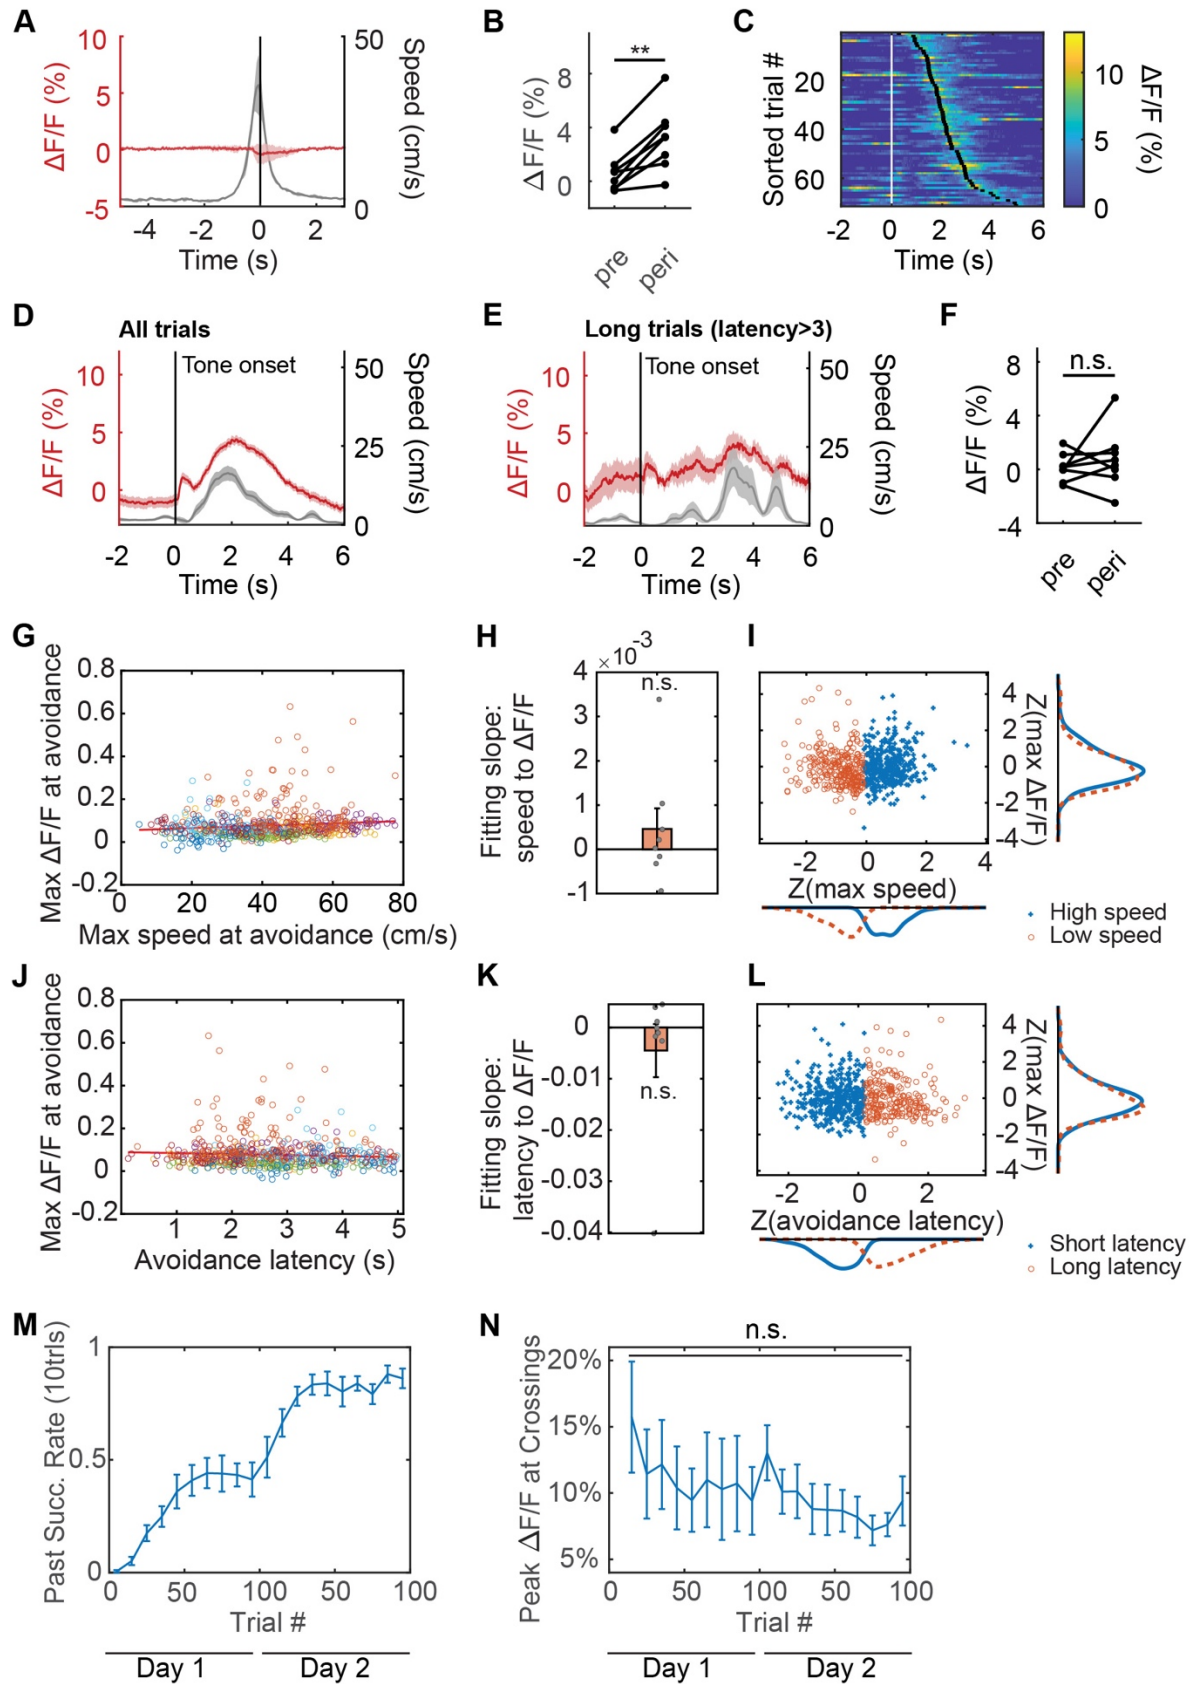 A
10
5
0
-5
ΔF/F (%)
50
0
Speed (cm/s)
-4
-2
0
2
Time (s)
B
**
8
4
0
ΔF/F (%)
pre
peri
C
Sorted trial #
20
40
60
-2
0
2
4
6
Time (s)
10
5
0
ΔF/F (%)
D
All trials
Tone onset
10
5
0
ΔF/F (%)
50
25
0
Speed (cm/s)
-2
0
2
4
6
Time (s)
E
Long trials (latency>3)
Tone onset
10
5
0
ΔF/F (%)
50
25
0
Speed (cm/s)
-2
0
2
4
6
Time (s)
F
n.s.
8
4
0
-4
ΔF/F (%)
pre
peri
G
Max ΔF/F at avoidance
0.8
0.6
0.4
0.2
0
-0.2
0
20
40
60
80
Max speed at avoidance (cm/s)
H
4 ×10-3
n.s.
3
2
1
0
-1
Fitting slope:
speed to ΔF/F
I
4
2
0
-2
-4
Z(max ΔF/F)
-2
0
2
4
Z(max speed)
High speed
Low speed
J
Max ΔF/F at avoidance
0.8
0.6
0.4
0.2
0
-0.2
1
2
3
4
5
Avoidance latency (s)
K
0
-0.01
-0.02
-0.03
-0.04
n.s.
Fitting slope:
latency to ΔF/F
L
4
2
0
-2
-4
Z(max ΔF/F)
-2
0
2
Z(avoidance latency)
Short latency
Long latency
M
Past Succ. Rate (10trls)
1
0.5
0
50
100
50
100
Trial #
Day 1
Day 2
N
n.s.
Peak ΔF/F at Crossings
20%
15%
10%
5%
50
100
50
100
Trial #
Day 1
Day 2